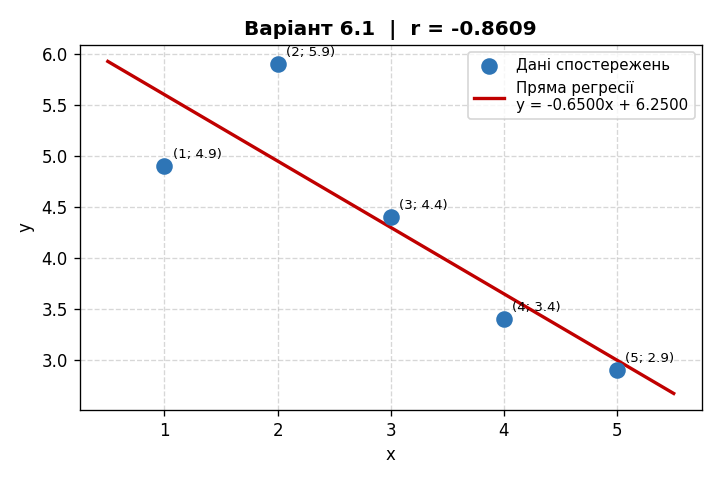 Варіант 6.1 | r = -0.8609
Дані спостережень
Пряма регресії
y = -0.6500x + 6.2500
(2; 5.9)
(1; 4.9)
(3; 4.4)
(4; 3.4)
(5; 2.9)
6.0
5.5
5.0
4.5
4.0
3.5
3.0
y
1 2 3 4 5
x